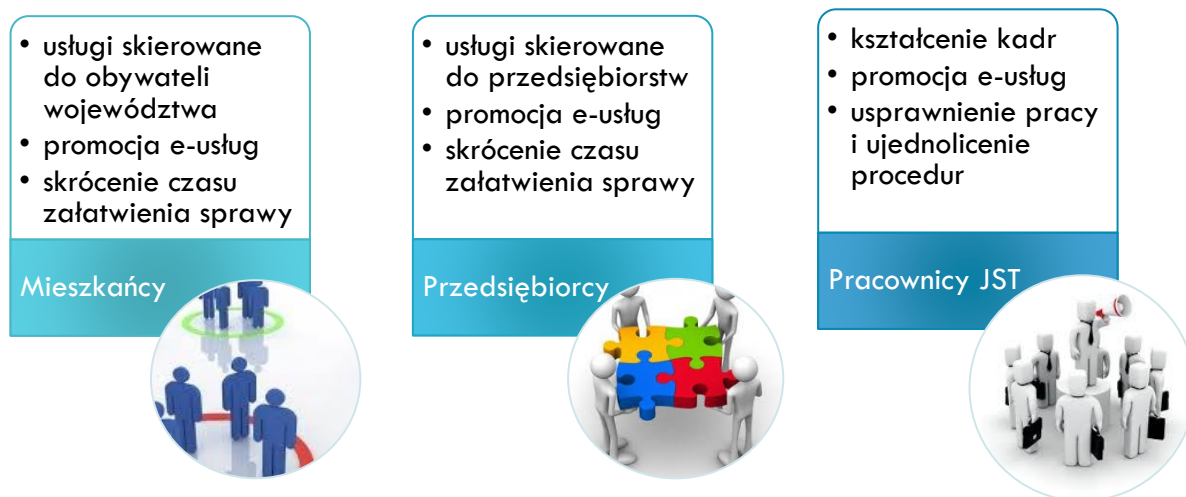 • usługi skierowane
do obywateli
województwa
• promocja e-usług
• skrócenie czasu
załatwienia sprawy
Mieszkańcy
• usługi skierowane
do przedsiębiorstw
• promocja e-usług
• skrócenie czasu
załatwienia sprawy
Przedsiębiorcy
• kształcenie kadr
• promocja e-usług
• usprawnienie pracy
i ujednolicenie
procedur
Pracownicy JST